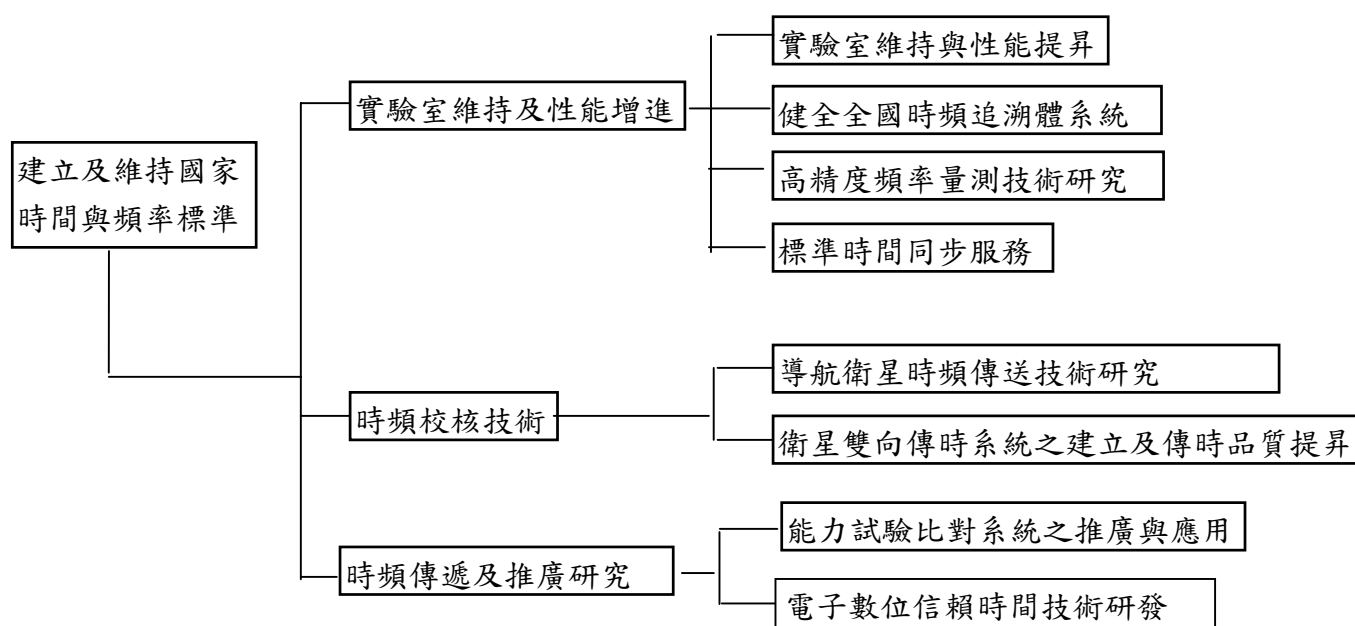 建立及維持國家
時間與頻率標準
實驗室維持及性能增進
實驗室維持與性能提昇
健全全國時頻追溯體系統
高精度頻率量測技術研究
標準時間同步服務
時頻校核技術
導航衛星時頻傳送技術研究
衛星雙向傳時系統之建立及傳時品質提昇
時頻傳遞及推廣研究
能力試驗比對系統之推廣與應用
電子數位信賴時間技術研發